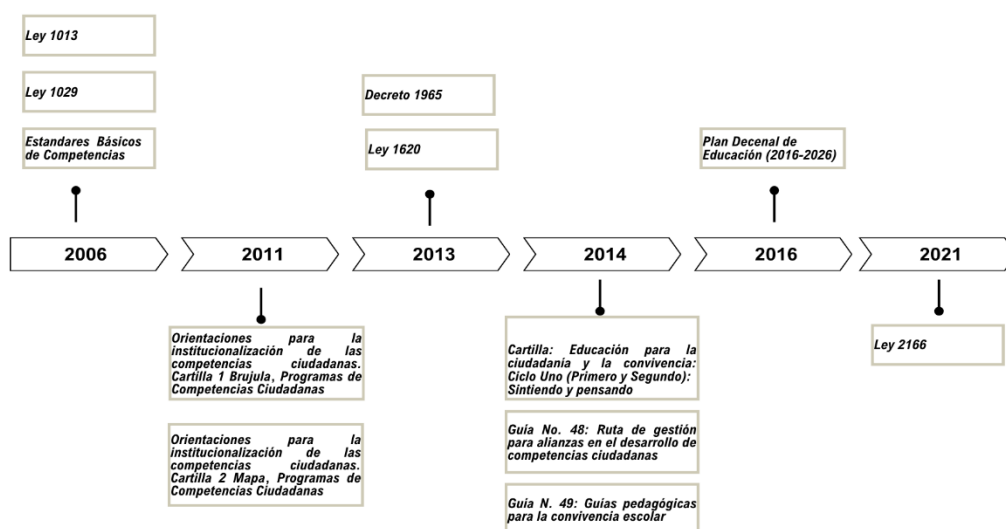 Ley 1013
Ley 1029
Estandares Básicos
de Competencias
Decreto 1965
Ley 1620
Plan Decenal de
Educación (2016-2026)
2006
2011
2013
2014
2016
2021
Orientaciones para la
institucionalización de las
competencias ciudadanas.
Cartilla 1 Brujula, Programas de
Competencias Ciudadanas
Orientaciones para la
institucionalización de las
competencias ciudadanas.
Cartilla 2 Mapa, Programas de
Competencias Ciudadanas
Cartilla: Educación para la
ciudadania y la convivencia:
Ciclo Uno (Primero y Segundo):
Sintiendo y pensando
Guia No. 48: Ruta de gestión
para alianzas en el desarrollo de
competencias ciudadanas
Guia N. 49: Guías pedagógicas
para la convivencia escolar
Ley 2166